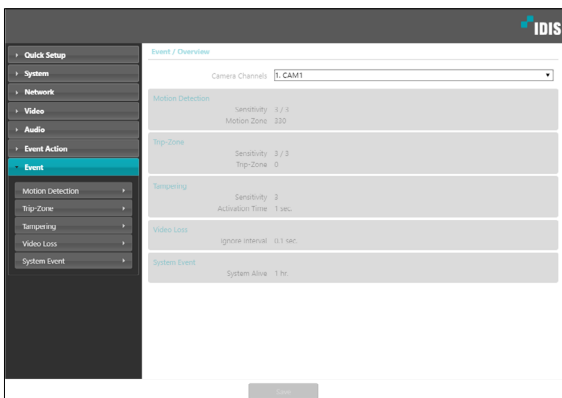 IDIS
Quick Setup
System
Network
Video
Audio
Event Action
Event
Motion Detection
Trip-Zone
Tampering
Video Loss
System Event
Event / Overview
Camera Channels 1. CAM1
Motion Detection
Sensitivity 3 / 3
Motion Zone 330
Trip-Zone
Sensitivity 3 / 3
Trip-Zone 0
Tampering
Sensitivity 3
Activation Time 1 sec.
Video Loss
Ignore Interval 0.1 sec.
System Event
System Alive 1 hr.
Save